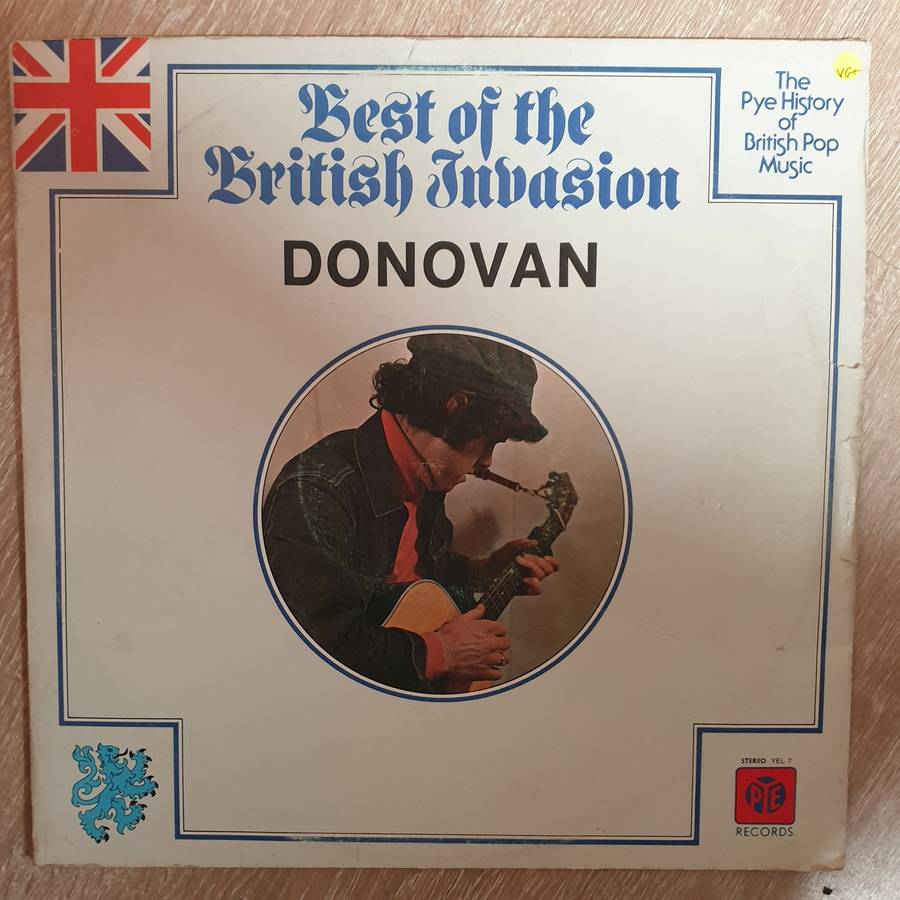 Best of the
British Invasion
DONOVAN
The
Pye History
of
British Pop
Music
VG+
STEREO YEL 7
PYE
RECORDS